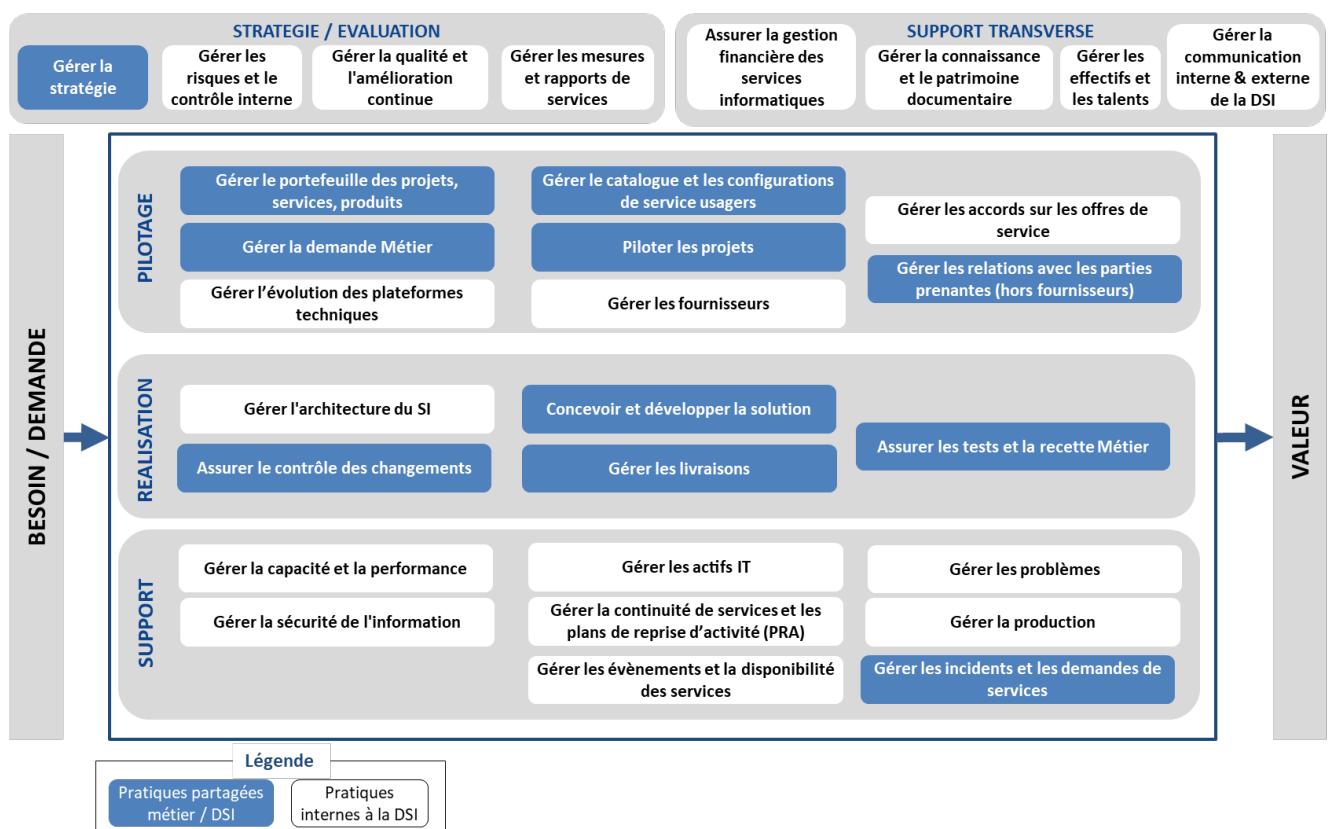 STRATEGIE / EVALUATION
Gérer la
stratégie
Gérer les
risques et le
contrôle interne
Gérer la qualité et
l'amélioration
continue
Gérer les mesures
et rapports de
services
SUPPORT TRANSVERSE
Assurer la gestion
financière des
services
informatiques
Gérer la connaissance
et le patrimoine
documentaire
Gérer les
effectifs et
les talents
Gérer la
communication
interne & externe
de la DSI
BESOIN / DEMANDE
PILOTAGE
Gérer le portefeuille des projets,
services, produits
Gérer le catalogue et les configurations
de service usagers
Gérer les accords sur les offres de
service
Gérer la demande Métier
Piloter les projets
Gérer les relations avec les parties
prenantes (hors fournisseurs)
Gérer l’évolution des plateformes
techniques
Gérer les fournisseurs
REALISATION
Gérer l'architecture du SI
Concevoir et développer la solution
Assurer les tests et la recette Métier
Assurer le contrôle des changements
Gérer les livraisons
SUPPORT
Gérer la capacité et la performance
Gérer les actifs IT
Gérer les problèmes
Gérer la sécurité de l'information
Gérer la continuité de services et les
plans de reprise d’activité (PRA)
Gérer la production
Gérer les évènements et la disponibilité
des services
Gérer les incidents et les demandes de
services
VALEUR
Légende
Pratiques partagées
métier / DSI
Pratiques
internes à la DSI